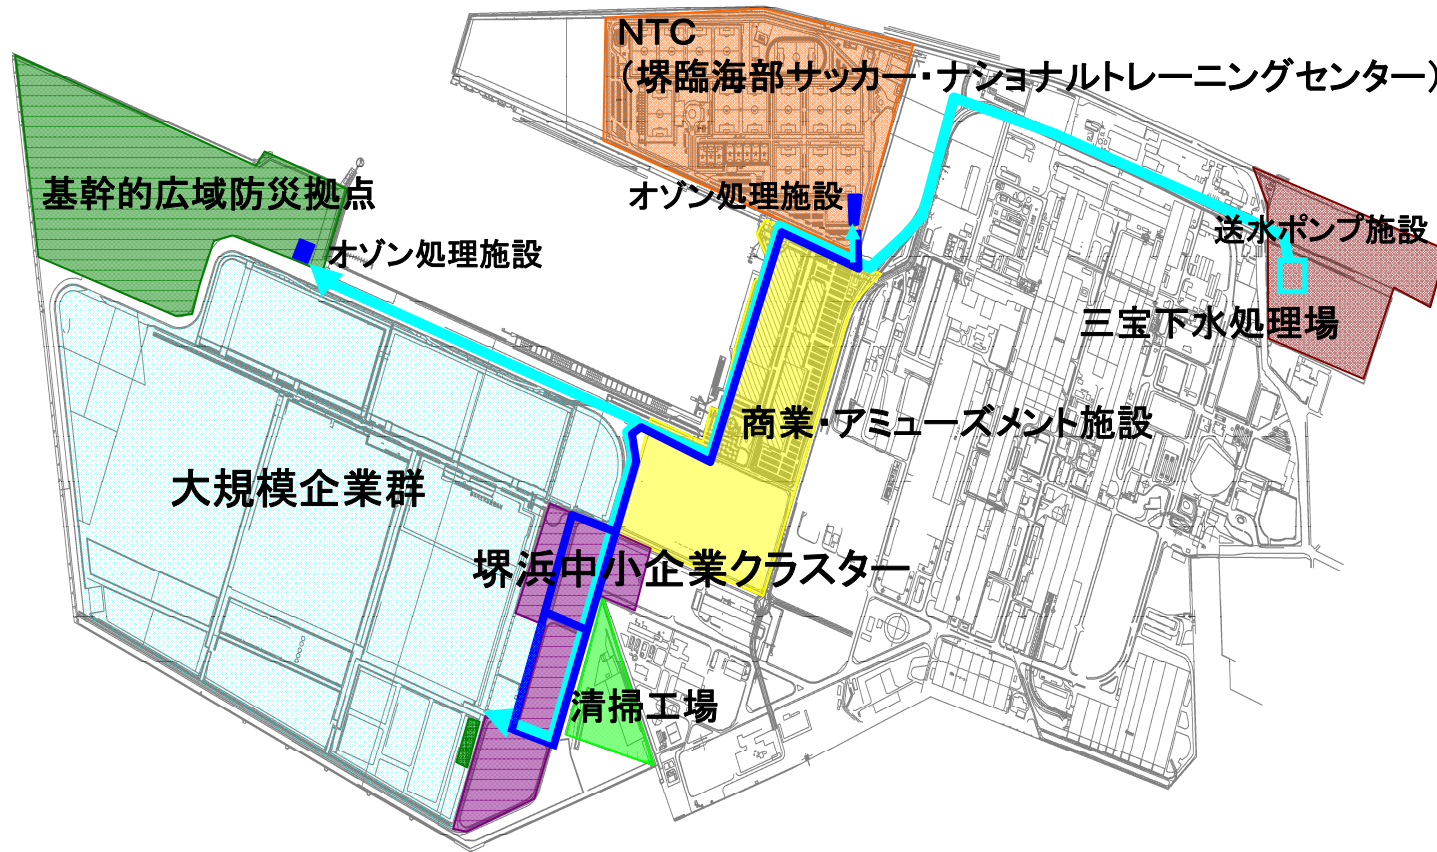 NTC
（堺臨海部サッカー・ナショナルトレーニングセンター）
基幹的広域防災拠点
オゾン処理施設
送水ポンプ施設
オゾン処理施設
三宝下水処理場
商業・アミューズメント施設
大規模企業群
堺浜中小企業クラスター
清掃工場